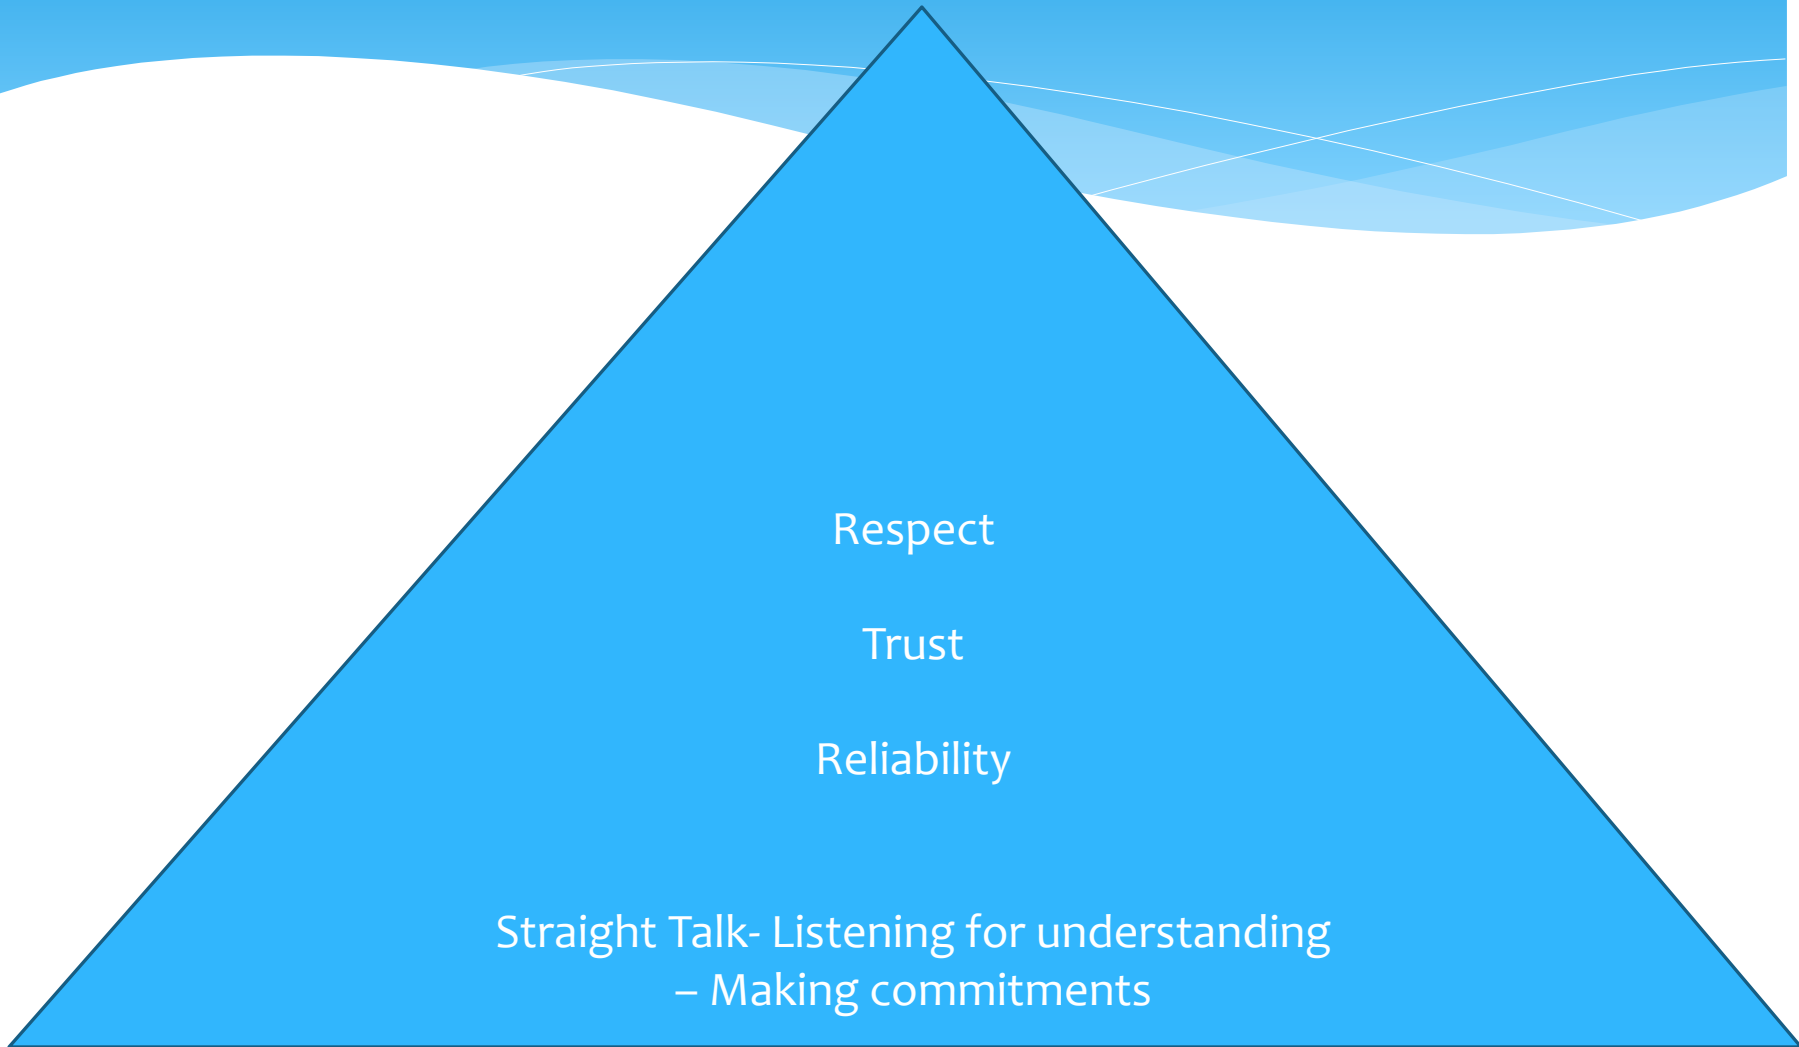 Respect
Trust
Reliability
Straight Talk- Listening for understanding
– Making commitments